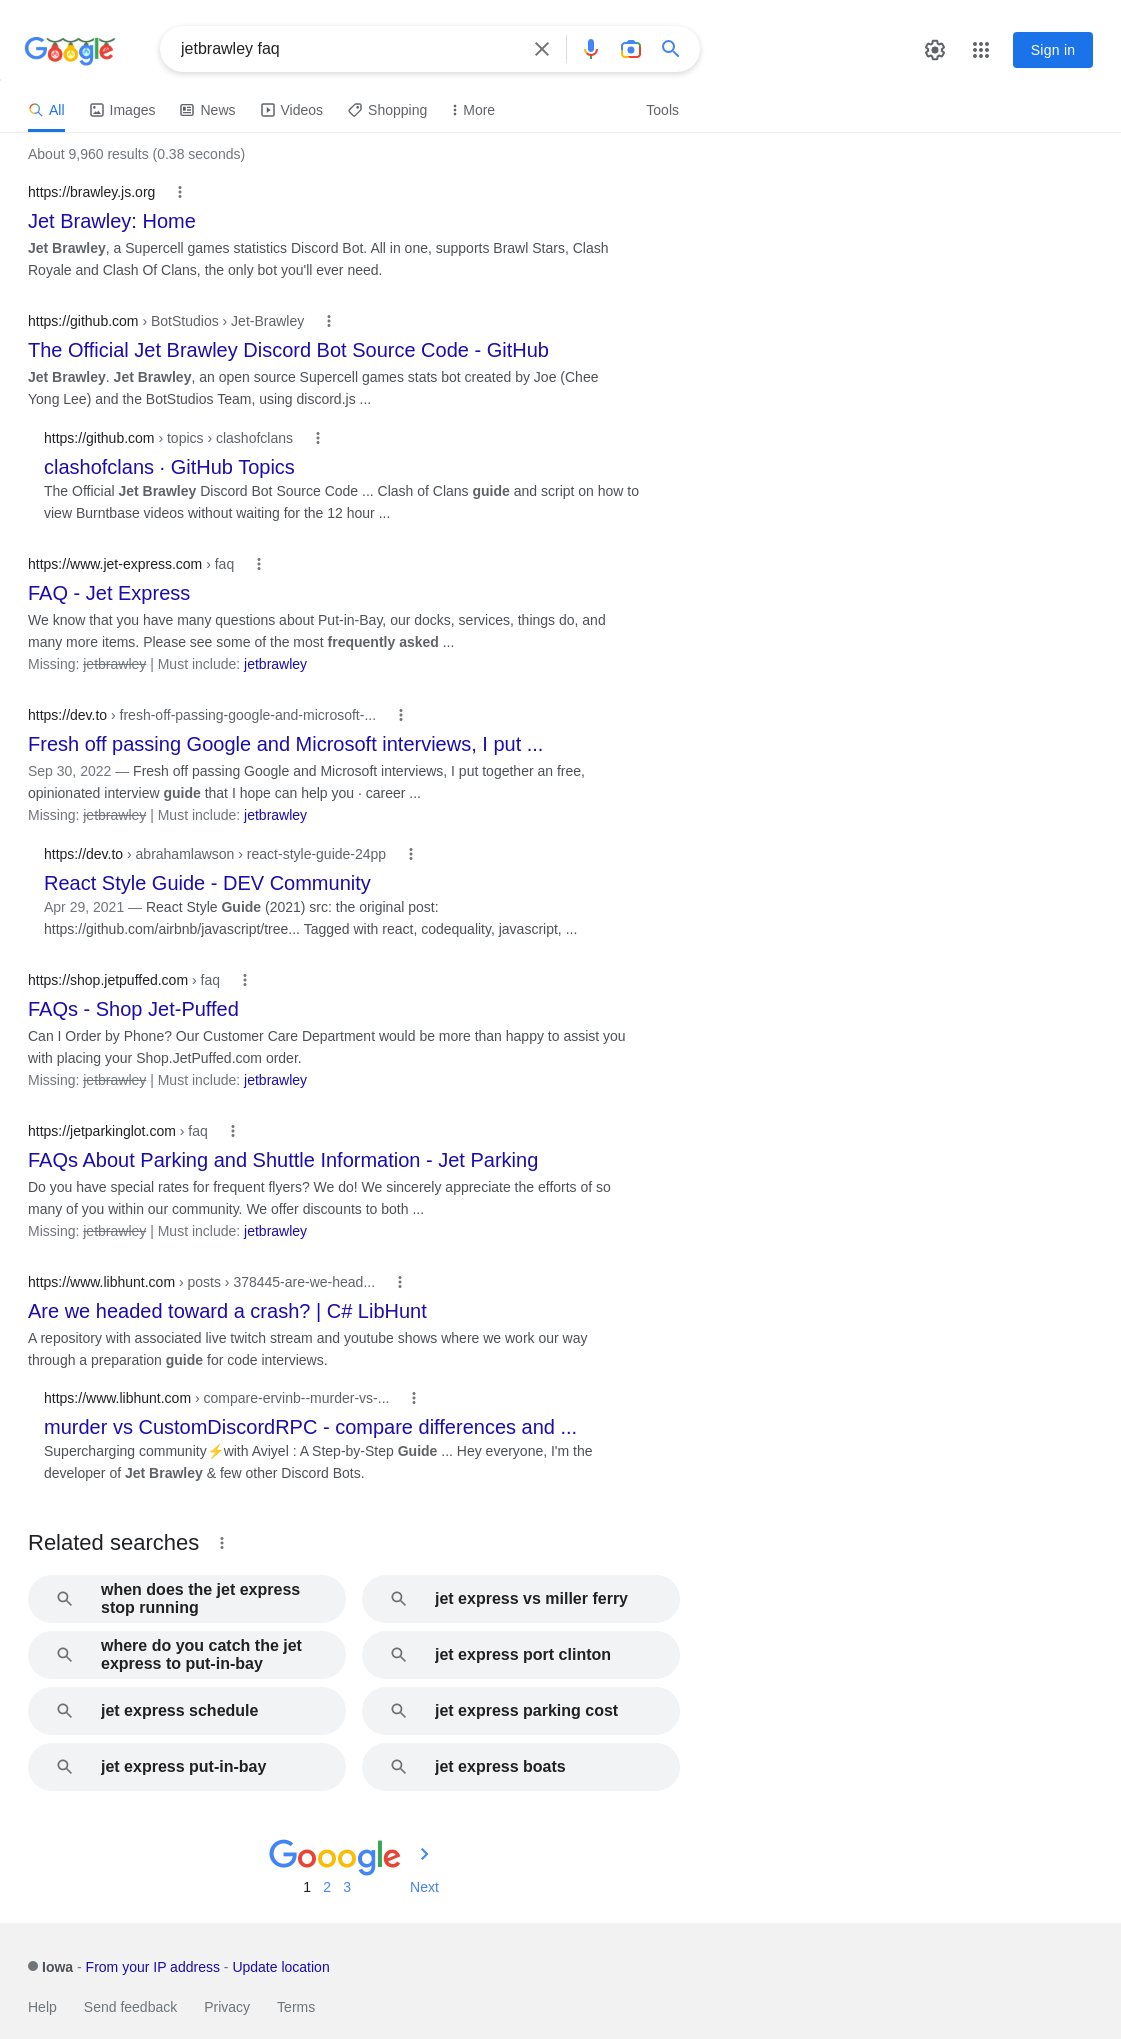 Google
jetbrawley faq
Sign in
All
Images
News
Videos
Shopping
More
Tools
About 9,960 results (0.38 seconds)
https://brawley.js.org
Jet Brawley: Home
Jet Brawley, a Supercell games statistics Discord Bot. All in one, supports Brawl Stars, Clash
Royale and Clash Of Clans, the only bot you'll ever need.
https://github.com › BotStudios › Jet-Brawley
The Official Jet Brawley Discord Bot Source Code - GitHub
Jet Brawley. Jet Brawley, an open source Supercell games stats bot created by Joe (Chee
Yong Lee) and the BotStudios Team, using discord.js ...
https://github.com › topics › clashofclans
clashofclans · GitHub Topics
The Official Jet Brawley Discord Bot Source Code ... Clash of Clans guide and script on how to
view Burntbase videos without waiting for the 12 hour ...
https://www.jet-express.com › faq
FAQ - Jet Express
We know that you have many questions about Put-in-Bay, our docks, services, things do, and
many more items. Please see some of the most frequently asked ...
Missing: jetbrawley | Must include: jetbrawley
https://dev.to › fresh-off-passing-google-and-microsoft-...
Fresh off passing Google and Microsoft interviews, I put ...
Sep 30, 2022 — Fresh off passing Google and Microsoft interviews, I put together an free,
opinionated interview guide that I hope can help you · career ...
Missing: jetbrawley | Must include: jetbrawley
https://dev.to › abrahamlawson › react-style-guide-24pp
React Style Guide - DEV Community
Apr 29, 2021 — React Style Guide (2021) src: the original post:
https://github.com/airbnb/javascript/tree... Tagged with react, codequality, javascript, ...
https://shop.jetpuffed.com › faq
FAQs - Shop Jet-Puffed
Can I Order by Phone? Our Customer Care Department would be more than happy to assist you
with placing your Shop.JetPuffed.com order.
Missing: jetbrawley | Must include: jetbrawley
https://jetparkinglot.com › faq
FAQs About Parking and Shuttle Information - Jet Parking
Do you have special rates for frequent flyers? We do! We sincerely appreciate the efforts of so
many of you within our community. We offer discounts to both ...
Missing: jetbrawley | Must include: jetbrawley
https://www.libhunt.com › posts › 378445-are-we-head...
Are we headed toward a crash? | C# LibHunt
A repository with associated live twitch stream and youtube shows where we work our way
through a preparation guide for code interviews.
https://www.libhunt.com › compare-ervinb--murder-vs-...
murder vs CustomDiscordRPC - compare differences and ...
Supercharging community⚡with Aviyel : A Step-by-Step Guide ... Hey everyone, I'm the
developer of Jet Brawley & few other Discord Bots.
Related searches
when does the jet express
stop running
jet express vs miller ferry
where do you catch the jet
express to put-in-bay
jet express port clinton
jet express schedule
jet express parking cost
jet express put-in-bay
jet express boats
Gooogle
1 2 3 Next
Iowa - From your IP address - Update location
Help
Send feedback
Privacy
Terms